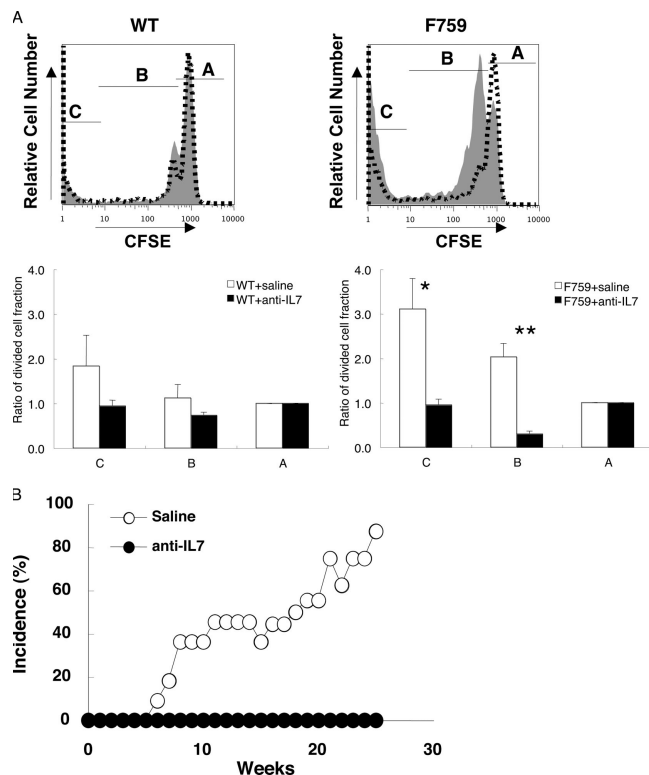 A
WT
F759
Relative Cell Number
A
B
C
1 10 100 1000 10000
CFSE
Relative Cell Number
A
B
C
1 10 100 1000 10000
CFSE
Ratio of divided cell fraction
4.0
3.0
2.0
1.0
0.0
WT+saline
WT+anti-IL7
C B A
Ratio of divided cell fraction
4.0
3.0
2.0
1.0
0.0
*
**
F759+saline
F759+anti-IL7
C B A
B
Incidence (%)
100
80
60
40
20
0
Saline
anti-IL7
0 10 20 30
Weeks